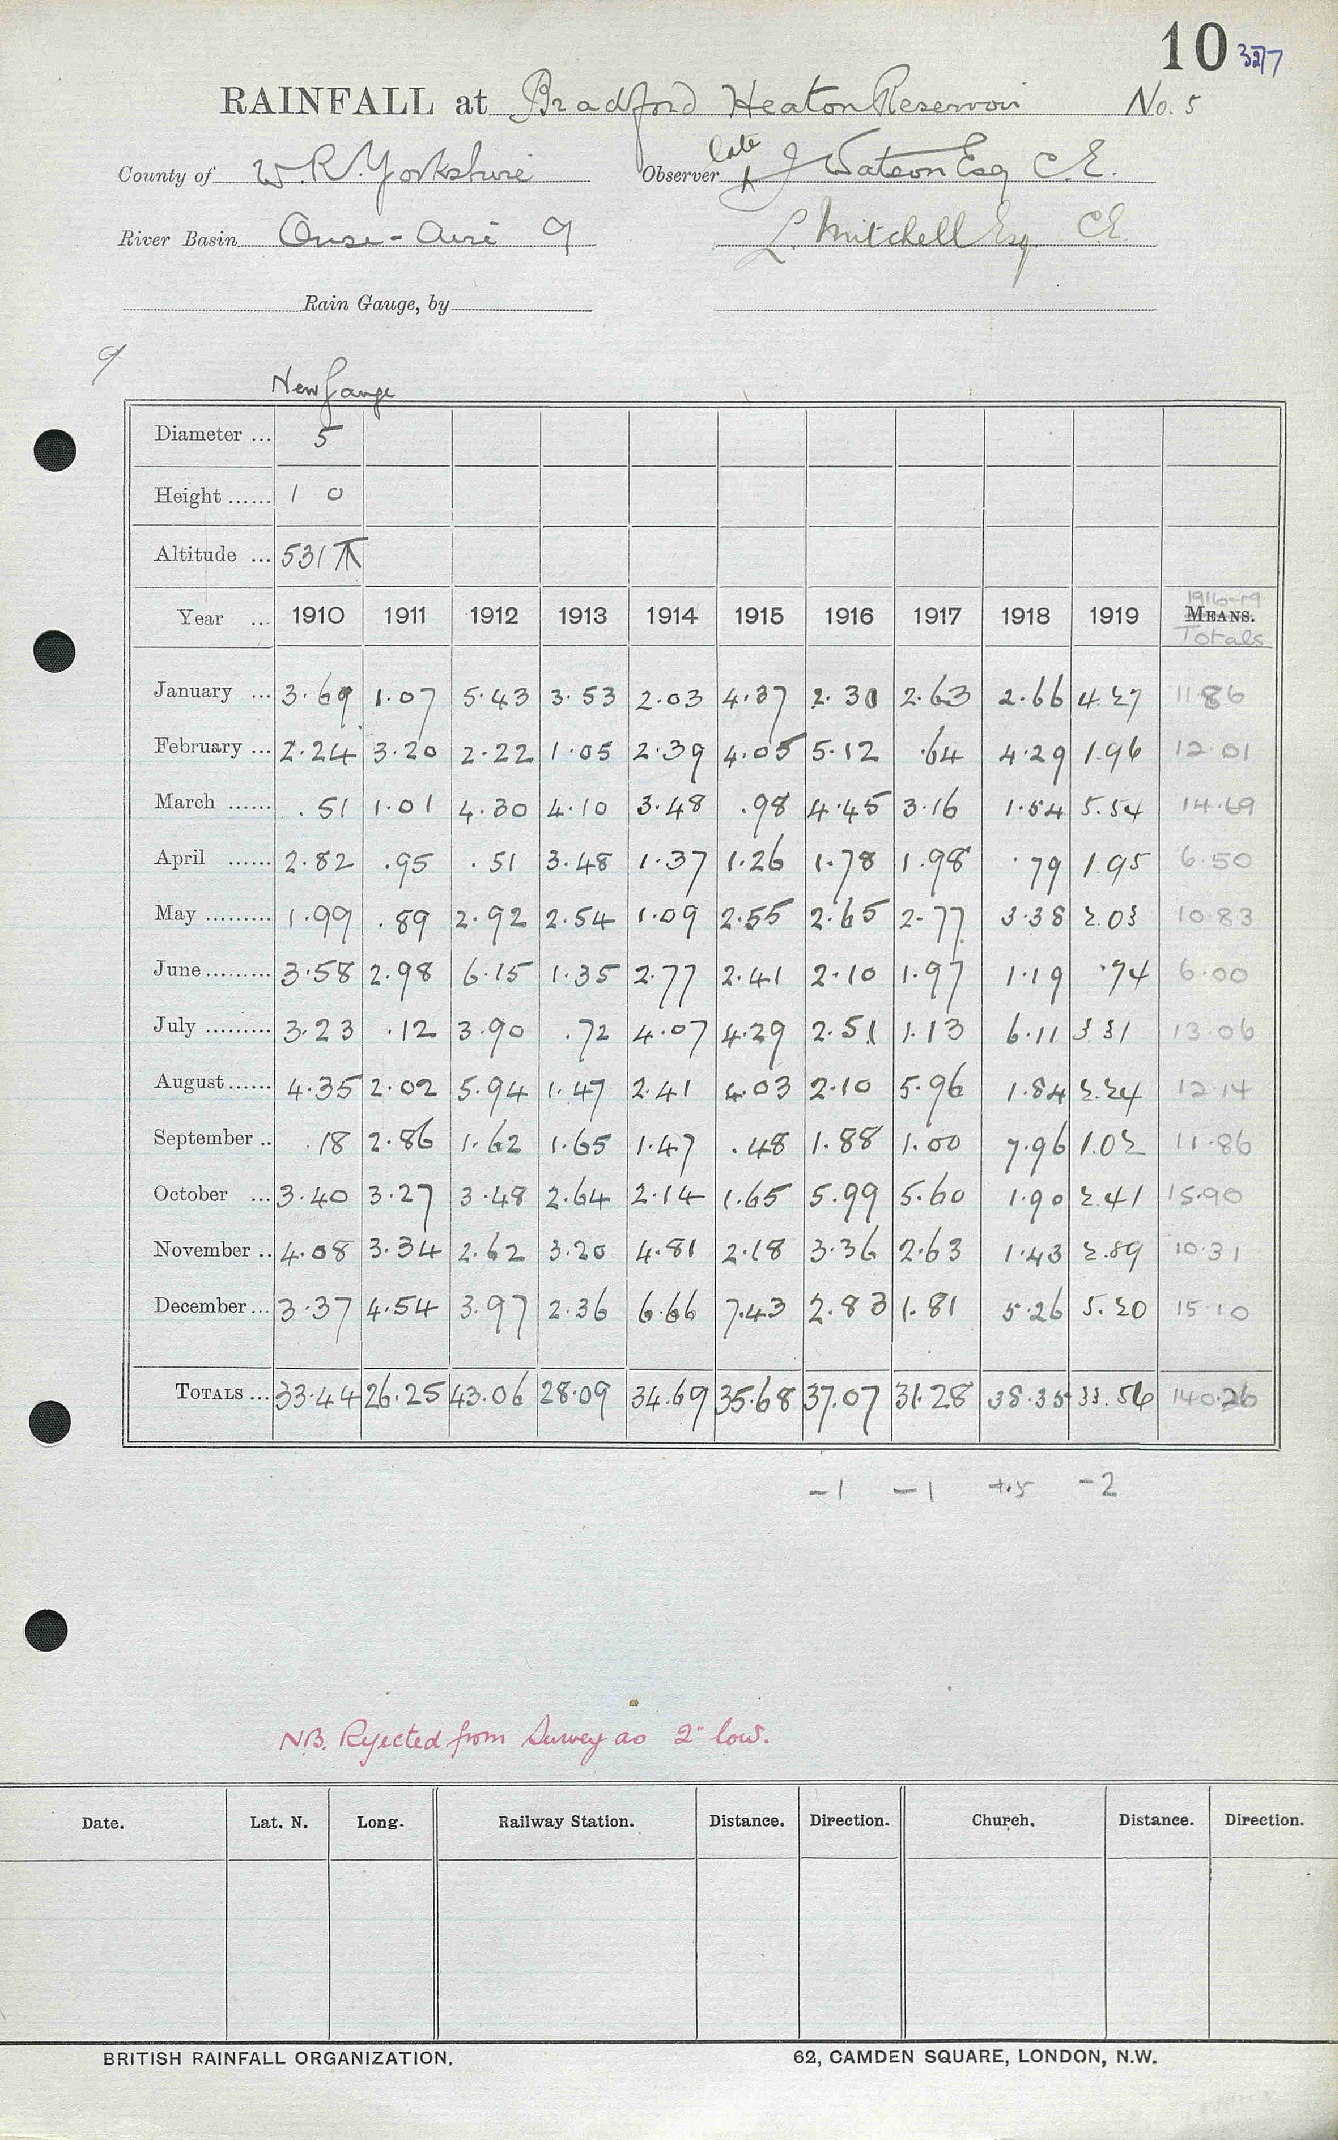 10 327
RAINFALL at Bradford Heaton Reservoir No. 5
County of W.R. Yorkshire Observer late J Watson Esq C.E.
River Basin Ouse - Aire 9 L. Mitchell Esq CE.
Rain Gauge, by
9
New Gauge
Diameter ... 5
Height ...... 1 0
Altitude ... 531
Year ... 1910 1911 1912 1913 1914 1915 1916 1917 1918 1919 1916-19 MEANS. Totals
January ... 3.69 1.07 5.43 3.53 2.03 4.37 2.30 2.63 2.66 4.27 11.86
February ... 2.24 3.20 2.22 1.05 2.39 4.05 5.12 .64 4.29 1.96 12.01
March ...... .51 1.01 4.30 4.10 3.48 .98 4.45 3.16 1.54 5.54 14.69
April ...... 2.82 .95 .51 3.48 1.37 1.26 1.78 1.98 .79 1.95 6.50
May ......... 1.99 .89 2.92 2.54 1.09 2.55 2.65 2.77 3.38 2.03 10.83
June ......... 3.58 2.98 6.15 1.35 2.77 2.41 2.10 1.97 1.19 .74 6.00
July ......... 3.23 .12 3.90 .72 4.07 4.29 2.51 1.13 6.11 3.31 13.06
August ...... 4.35 2.02 5.94 1.47 2.41 4.03 2.10 5.96 1.84 2.24 12.14
September .. .18 2.86 1.62 1.65 1.47 .48 1.88 1.00 7.96 1.02 11.86
October ... 3.40 3.27 3.48 2.64 2.14 1.65 5.99 5.60 1.90 2.41 15.90
November .. 4.08 3.34 2.62 3.20 4.81 2.18 3.36 2.63 1.43 2.89 10.31
December ... 3.37 4.54 3.97 2.36 6.66 7.43 2.83 1.81 5.26 5.20 15.10
TOTALS ... 33.44 26.25 43.06 28.09 34.69 35.68 37.07 31.28 38.35 33.56 140.26
-1 -1 +.5 -2
N.B. Rejected from Survey as 2" low.
Date. Lat. N. Long. Railway Station. Distance. Direction. Church. Distance. Direction.
BRITISH RAINFALL ORGANIZATION. 62, CAMDEN SQUARE, LONDON, N.W.